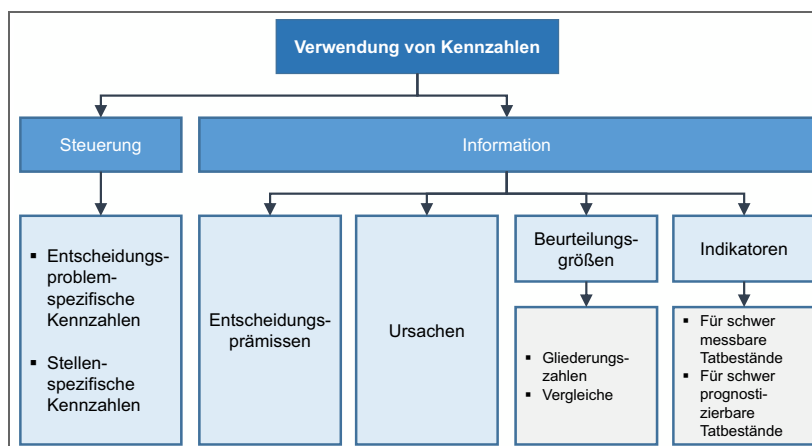 Verwendung von Kennzahlen
Steuerung
Information
▪ Entscheidungs-
problem-
spezifische
Kennzahlen
▪ Stellen-
spezifische
Kennzahlen
Entscheidungs-
prämissen
Ursachen
Beurteilungs-
größen
▪ Gliederungs-
zahlen
▪ Vergleiche
Indikatoren
▪ Für schwer
messbare
Tatbestände
▪ Für schwer
prognosti-
zierbare
Tatbestände